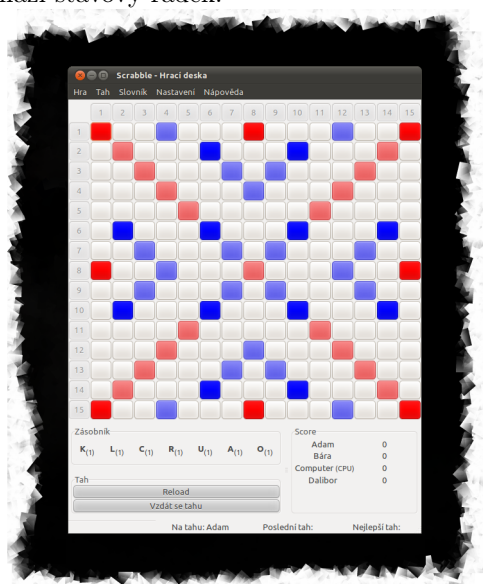 Scrabble - Hrací deska
Hra Tah Slovník Nastavení Nápověda
1 2 3 4 5 6 7 8 9 10 11 12 13 14 15
1
2
3
4
5
6
7
8
9
10
11
12
13
14
15
Zásobník
K(1) L(1) C(1) R(1) U(1) A(1) O(1)
Score
Adam 0
Bára 0
Computer (CPU) 0
Dalibor 0
Tah
Reload
Vzdát se tahu
Na tahu: Adam Poslední tah: Nejlepší tah: